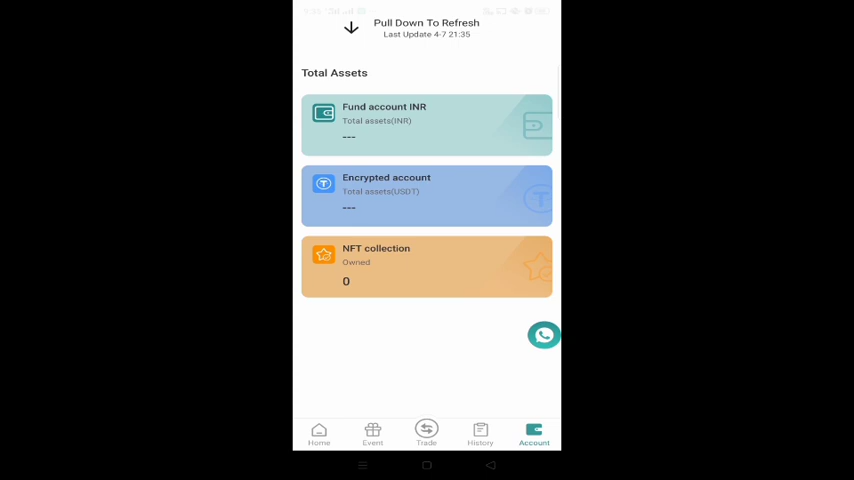 Pull Down To Refresh
Last Update 4-7 21:35
Total Assets
Fund account INR
Total assets(INR)
---
Encrypted account
Total assets(USDT)
---
NFT collection
Owned
0
Home
Event
Trade
History
Account